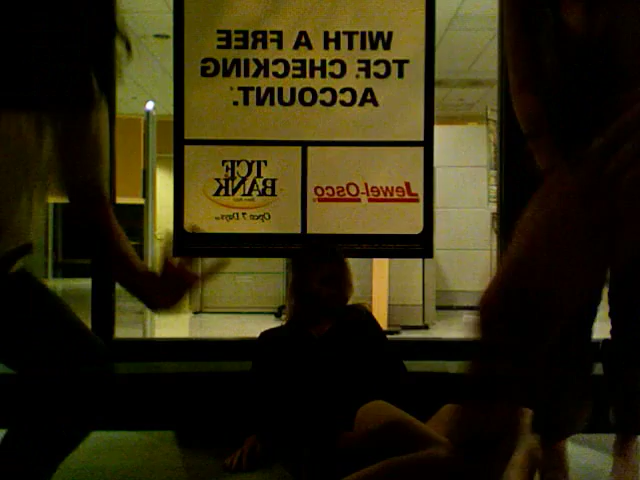 WITH A FREE
TCF CHECKING
ACCOUNT.*
TCF
BANK
Open 7 Days
Jewel-Osco